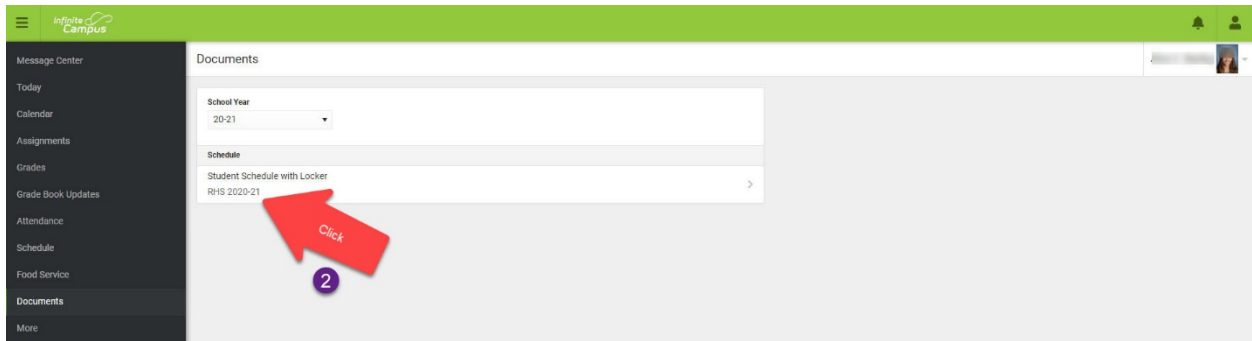 Infinite
Campus
Message Center
Today
Calendar
Assignments
Grades
Grade Book Updates
Attendance
Schedule
Food Service
Documents
More
Documents
School Year
20-21
Schedule
Student Schedule with Locker
RHS 2020-21
Click
2